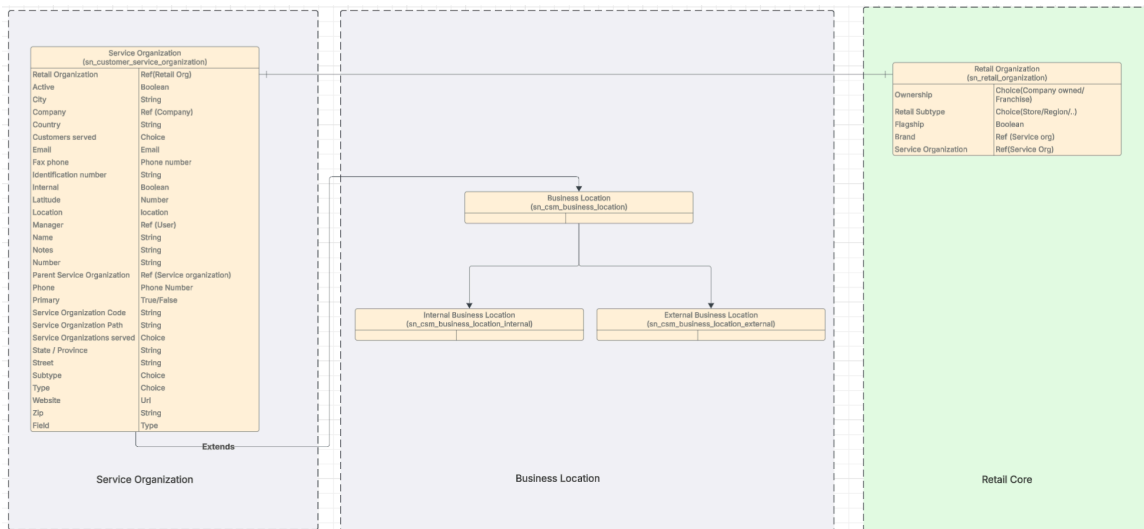 Service Organization
(sn_customer_service_organization)
Retail Organization Ref(Retail Org)
Active Boolean
City String
Company Ref (Company)
Country String
Customers served Choice
Email Email
Fax phone Phone number
Identification number String
Internal Boolean
Latitude Number
Location location
Manager Ref (User)
Name String
Notes String
Number String
Parent Service Organization Ref (Service organization)
Phone Phone Number
Primary True/False
Service Organization Code String
Service Organization Path String
Service Organizations served Choice
State / Province String
Street String
Subtype Choice
Type Choice
Website Url
Zip String
Field Type
Extends
Service Organization
Business Location
(sn_csm_business_location)
Internal Business Location
(sn_csm_business_location_internal)
External Business Location
(sn_csm_business_location_external)
Business Location
Retail Organization
(sn_retail_organization)
Ownership Choice(Company owned/
Franchise)
Retail Subtype Choice(Store/Region/..)
Flagship Boolean
Brand Ref (Service org)
Service Organization Ref(Service Org)
Retail Core